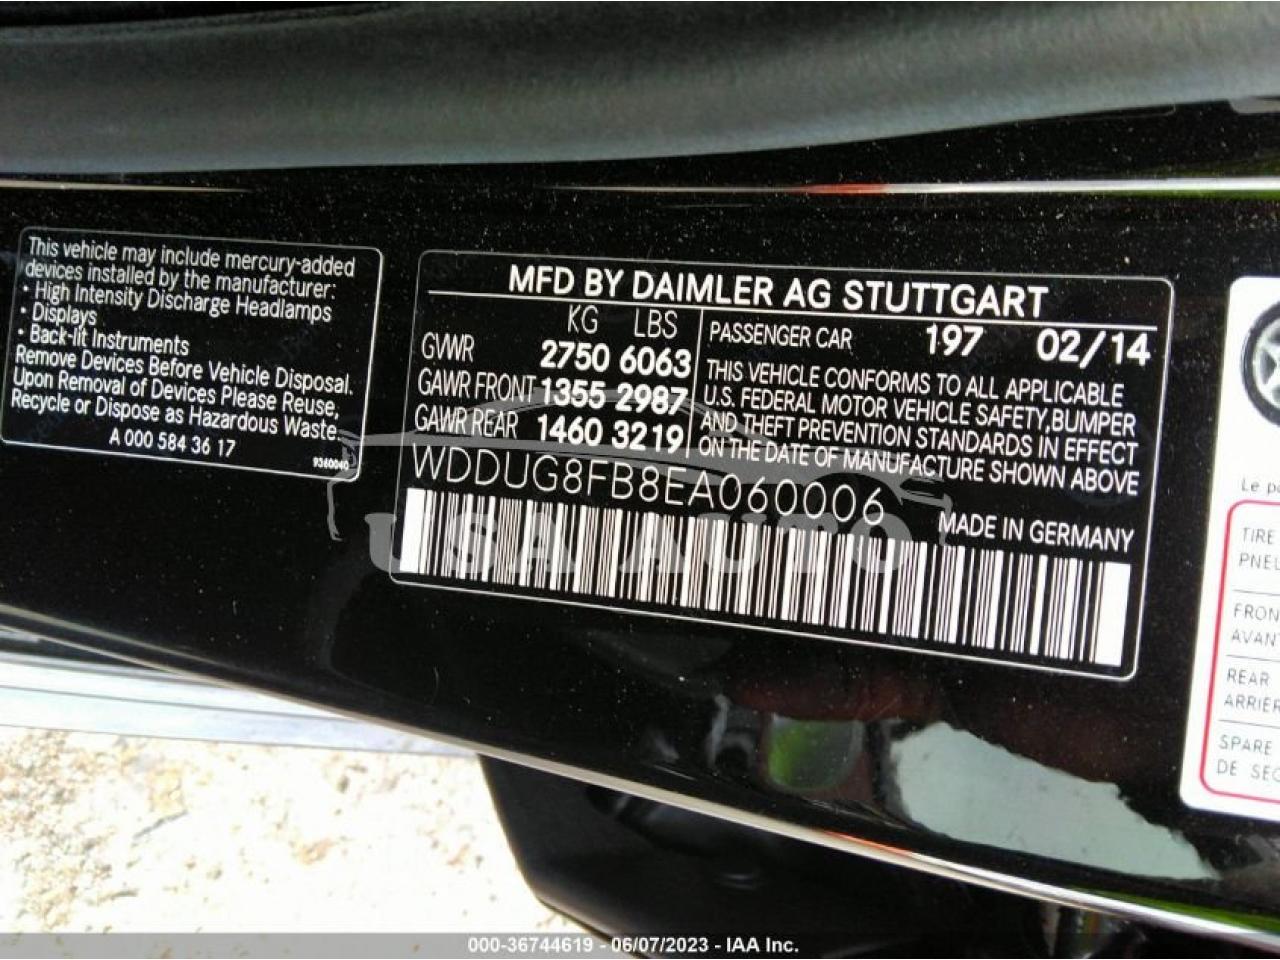 This vehicle may include mercury-added
devices installed by the manufacturer:
• High Intensity Discharge Headlamps
• Displays
• Back-lit Instruments
Remove Devices Before Vehicle Disposal.
Upon Removal of Devices Please Reuse,
Recycle or Dispose as Hazardous Waste.
A 000 584 36 17
9360040
MFD BY DAIMLER AG STUTTGART
KG LBS
GVWR 2750 6063
GAWR FRONT 1355 2987
GAWR REAR 1460 3219
PASSENGER CAR 197 02/14
THIS VEHICLE CONFORMS TO ALL APPLICABLE
U.S. FEDERAL MOTOR VEHICLE SAFETY, BUMPER
AND THEFT PREVENTION STANDARDS IN EFFECT
ON THE DATE OF MANUFACTURE SHOWN ABOVE
WDDUG8FB8EA060006
MADE IN GERMANY
USA AUTO
Le
TIRE
FRON
AVAN
REAR
ARRIER
SPARE
DE SEC
000-36744619 - 06/07/2023 - IAA Inc.